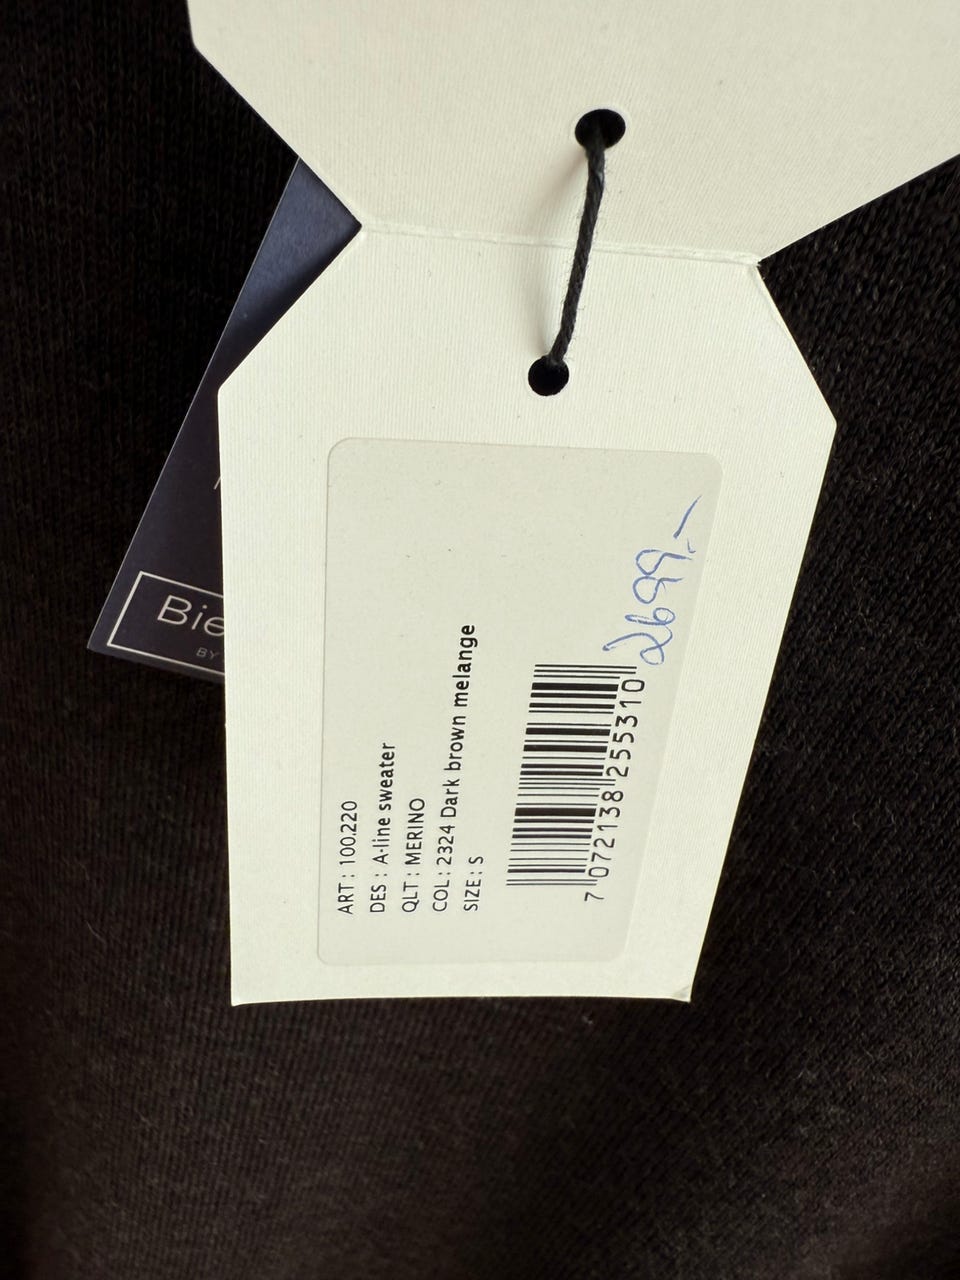 ART : 100.220
DES : A-line sweater
QLT : MERINO
COL : 2324 Dark brown melange
SIZE : S
7 072138 255310
2699,-
Bie
BY